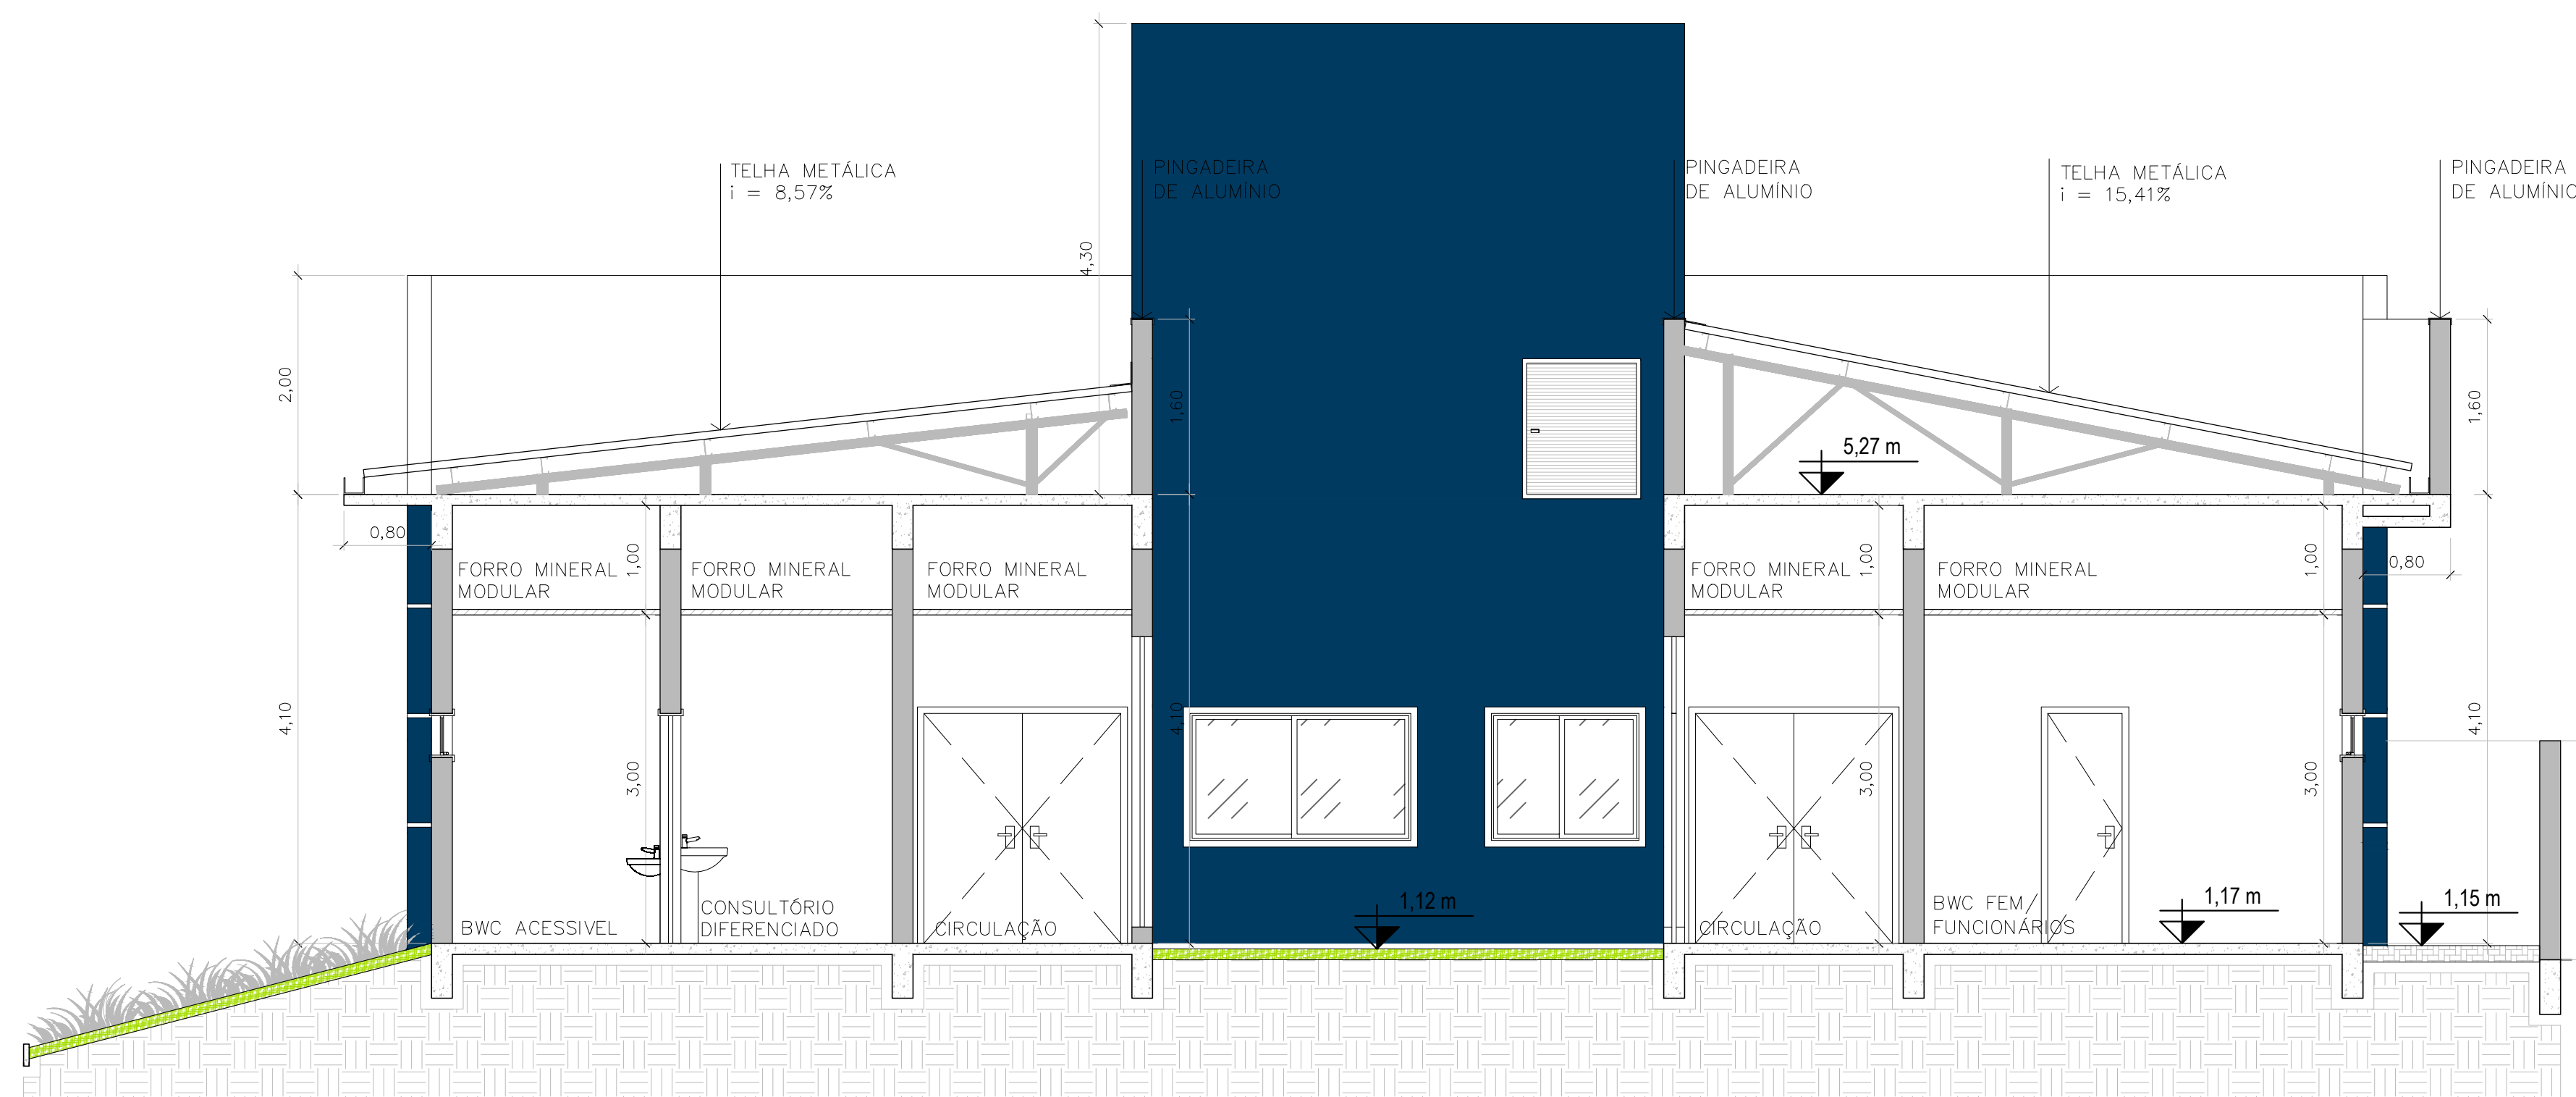 TELHA METÁLICA
i = 8,57%
PINGADEIRA
DE ALUMÍNIO
PINGADEIRA
DE ALUMÍNIO
TELHA METÁLICA
i = 15,41%
PINGADEIRA
DE ALUMÍNIO
4,30
2,00
1,60
1,60
5,27 m
0,80
1,00
1,00
1,00
0,80
FORRO MINERAL
MODULAR
FORRO MINERAL
MODULAR
FORRO MINERAL
MODULAR
FORRO MINERAL
MODULAR
FORRO MINERAL
MODULAR
4,10
4,10
4,10
3,00
3,00
3,00
BWC ACESSIVEL
CONSULTÓRIO
DIFERENCIADO
CIRCULAÇÃO
1,12 m
CIRCULAÇÃO
BWC FEM/
FUNCIONÁRIOS
1,17 m
1,15 m